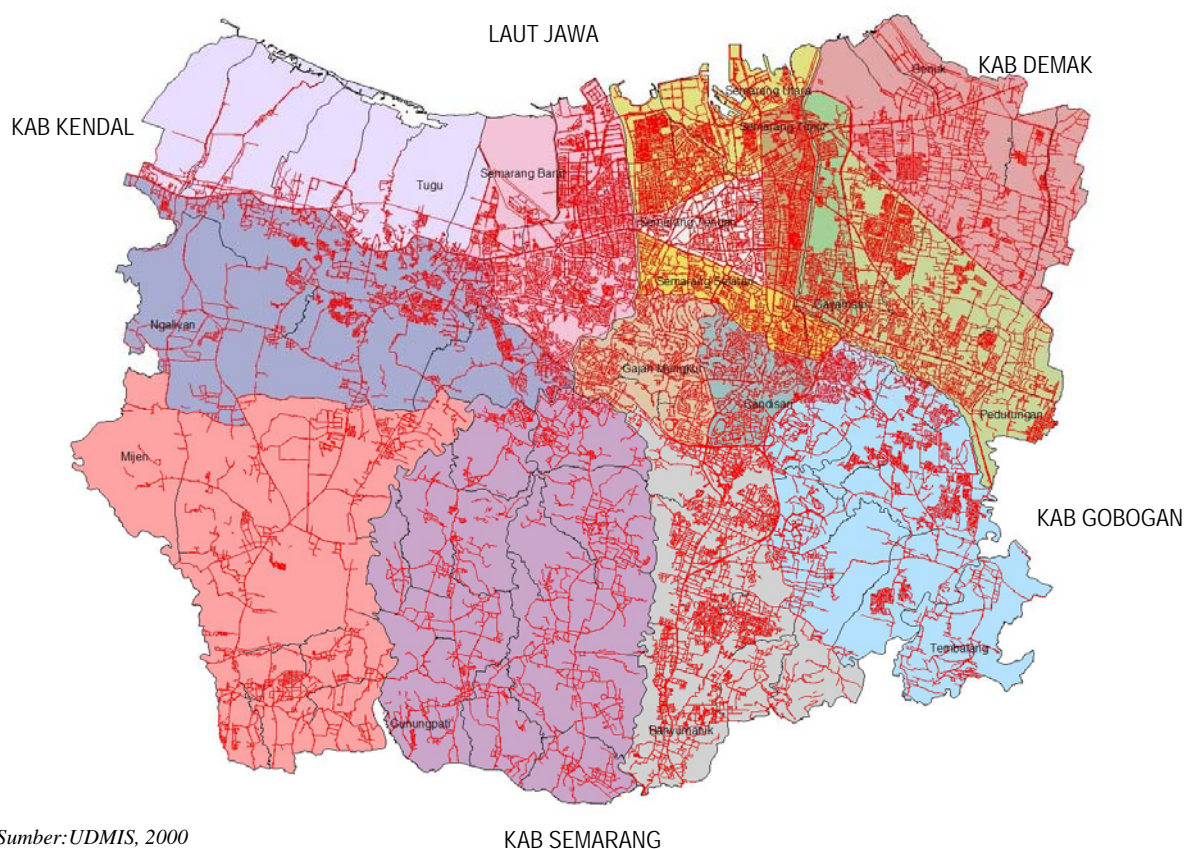 LAUT JAWA
KAB DEMAK
KAB KENDAL
Genuk
Semarang Utara
Semarang Timur
Tugu
Semarang Barat
Semarang Tengah
Semarang Selatan
Gayamsari
Ngaliyan
Gajah Mungkur
Candisari
Pedurungan
Mijen
KAB GOBOGAN
Tembalang
Gunungpati
Banyumanik
Sumber:UDMIS, 2000
KAB SEMARANG